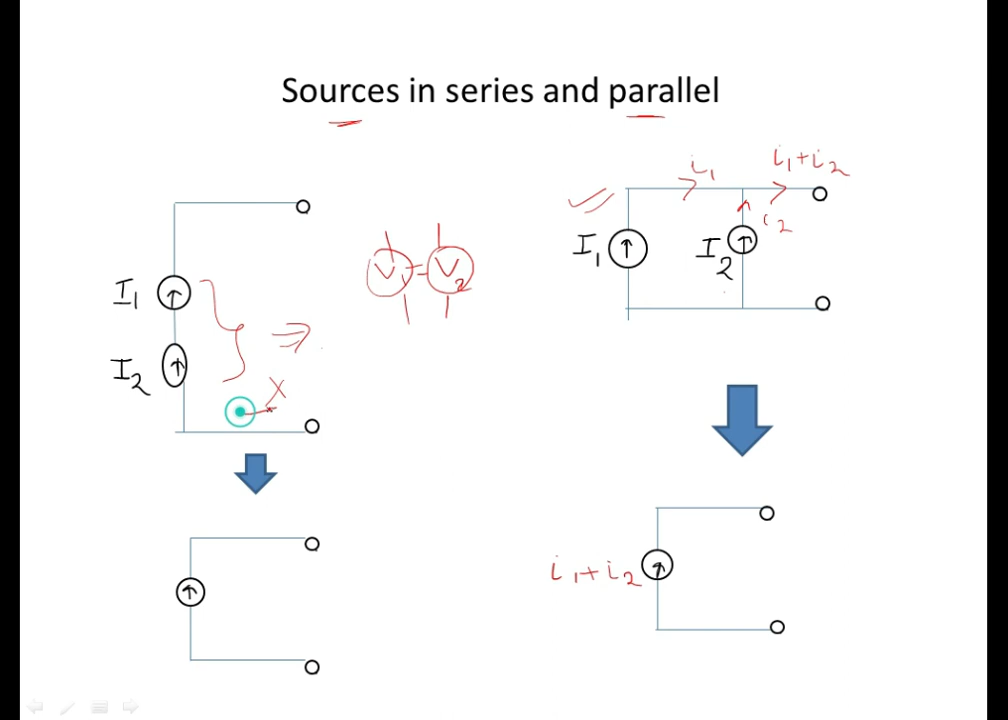 Sources in series and parallel
i₁
i₁+i₂
i₂
I₁
I₂
V₁ = V₂
I₁
I₂
X
i₁+i₂